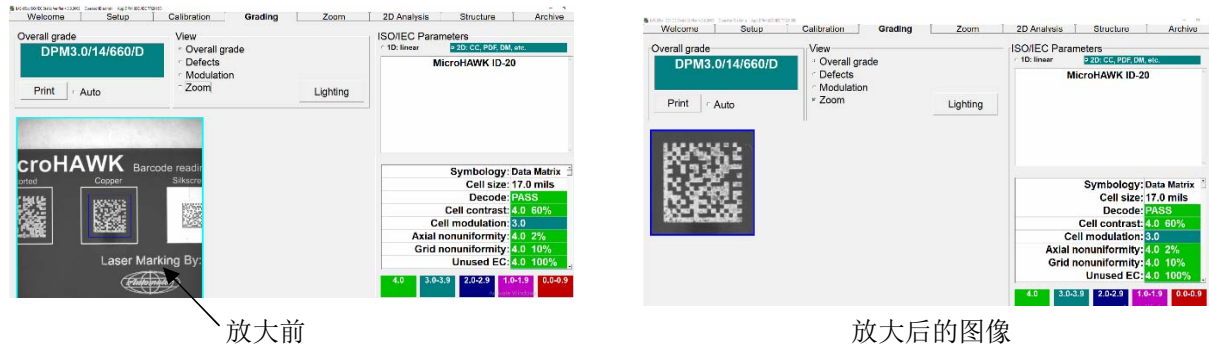 Welcome Setup Calibration Grading Zoom 2D Analysis Structure Archive
Overall grade
DPM3.0/14/660/D
Print Auto
View
Overall grade
Defects
Modulation
Zoom
Lighting
ISO/IEC Parameters
1D: linear 2D: CC, PDF, DM, etc.
MicroHAWK ID-20
croHAWK Barcode readi
orted Copper Silkscre
Laser Marking By:
Symbology: Data Matrix
Cell size: 17.0 mils
Decode: PASS
Cell contrast: 4.0 60%
Cell modulation: 3.0
Axial nonuniformity: 4.0 2%
Grid nonuniformity: 4.0 10%
Unused EC: 4.0 100%
4.0 3.0-3.9 2.0-2.9 1.0-1.9 0.0-0.9
放大前
Welcome Setup Calibration Grading Zoom 2D Analysis Structure Archive
Overall grade
DPM3.0/14/660/D
Print Auto
View
Overall grade
Defects
Modulation
Zoom
Lighting
ISO/IEC Parameters
1D: linear 2D: CC, PDF, DM, etc.
MicroHAWK ID-20
Symbology: Data Matrix
Cell size: 17.0 mils
Decode: PASS
Cell contrast: 4.0 60%
Cell modulation: 3.0
Axial nonuniformity: 4.0 2%
Grid nonuniformity: 4.0 10%
Unused EC: 4.0 100%
4.0 3.0-3.9 2.0-2.9 1.0-1.9 0.0-0.9
放大后的图像